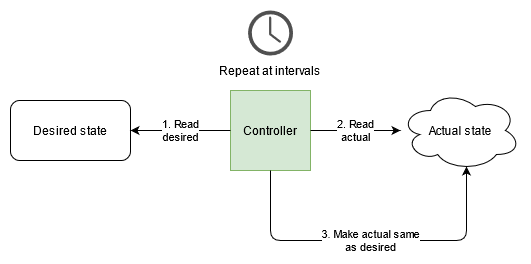 Repeat at intervals
Desired state
1. Read
desired
Controller
2. Read
actual
Actual state
3. Make actual same
as desired